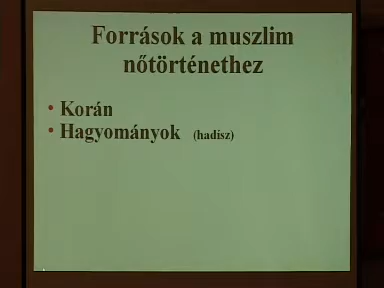 Források a muszlim
nőtörténethez
• Korán
• Hagyományok (hadísz)